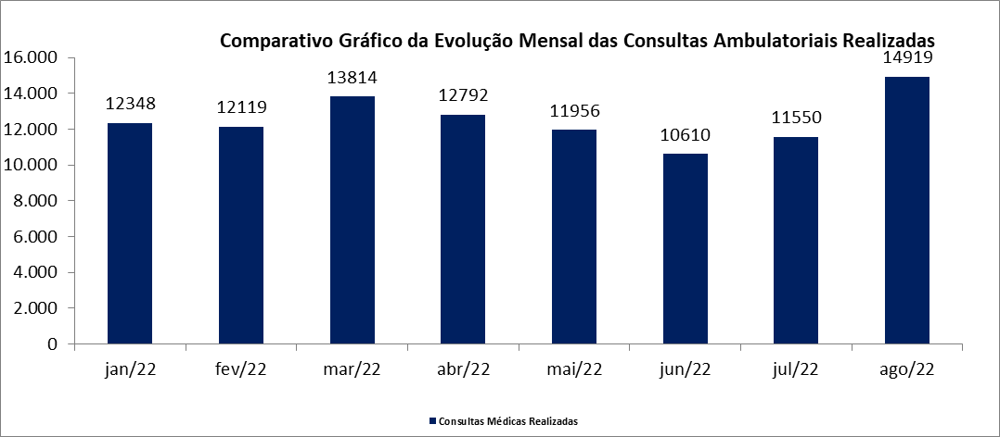 Comparativo Gráfico da Evolução Mensal das Consultas Ambulatoriais Realizadas
16.000
14.000
12.000
10.000
8.000
6.000
4.000
2.000
0
12348
12119
13814
12792
11956
10610
11550
14919
jan/22
fev/22
mar/22
abr/22
mai/22
jun/22
jul/22
ago/22
Consultas Médicas Realizadas